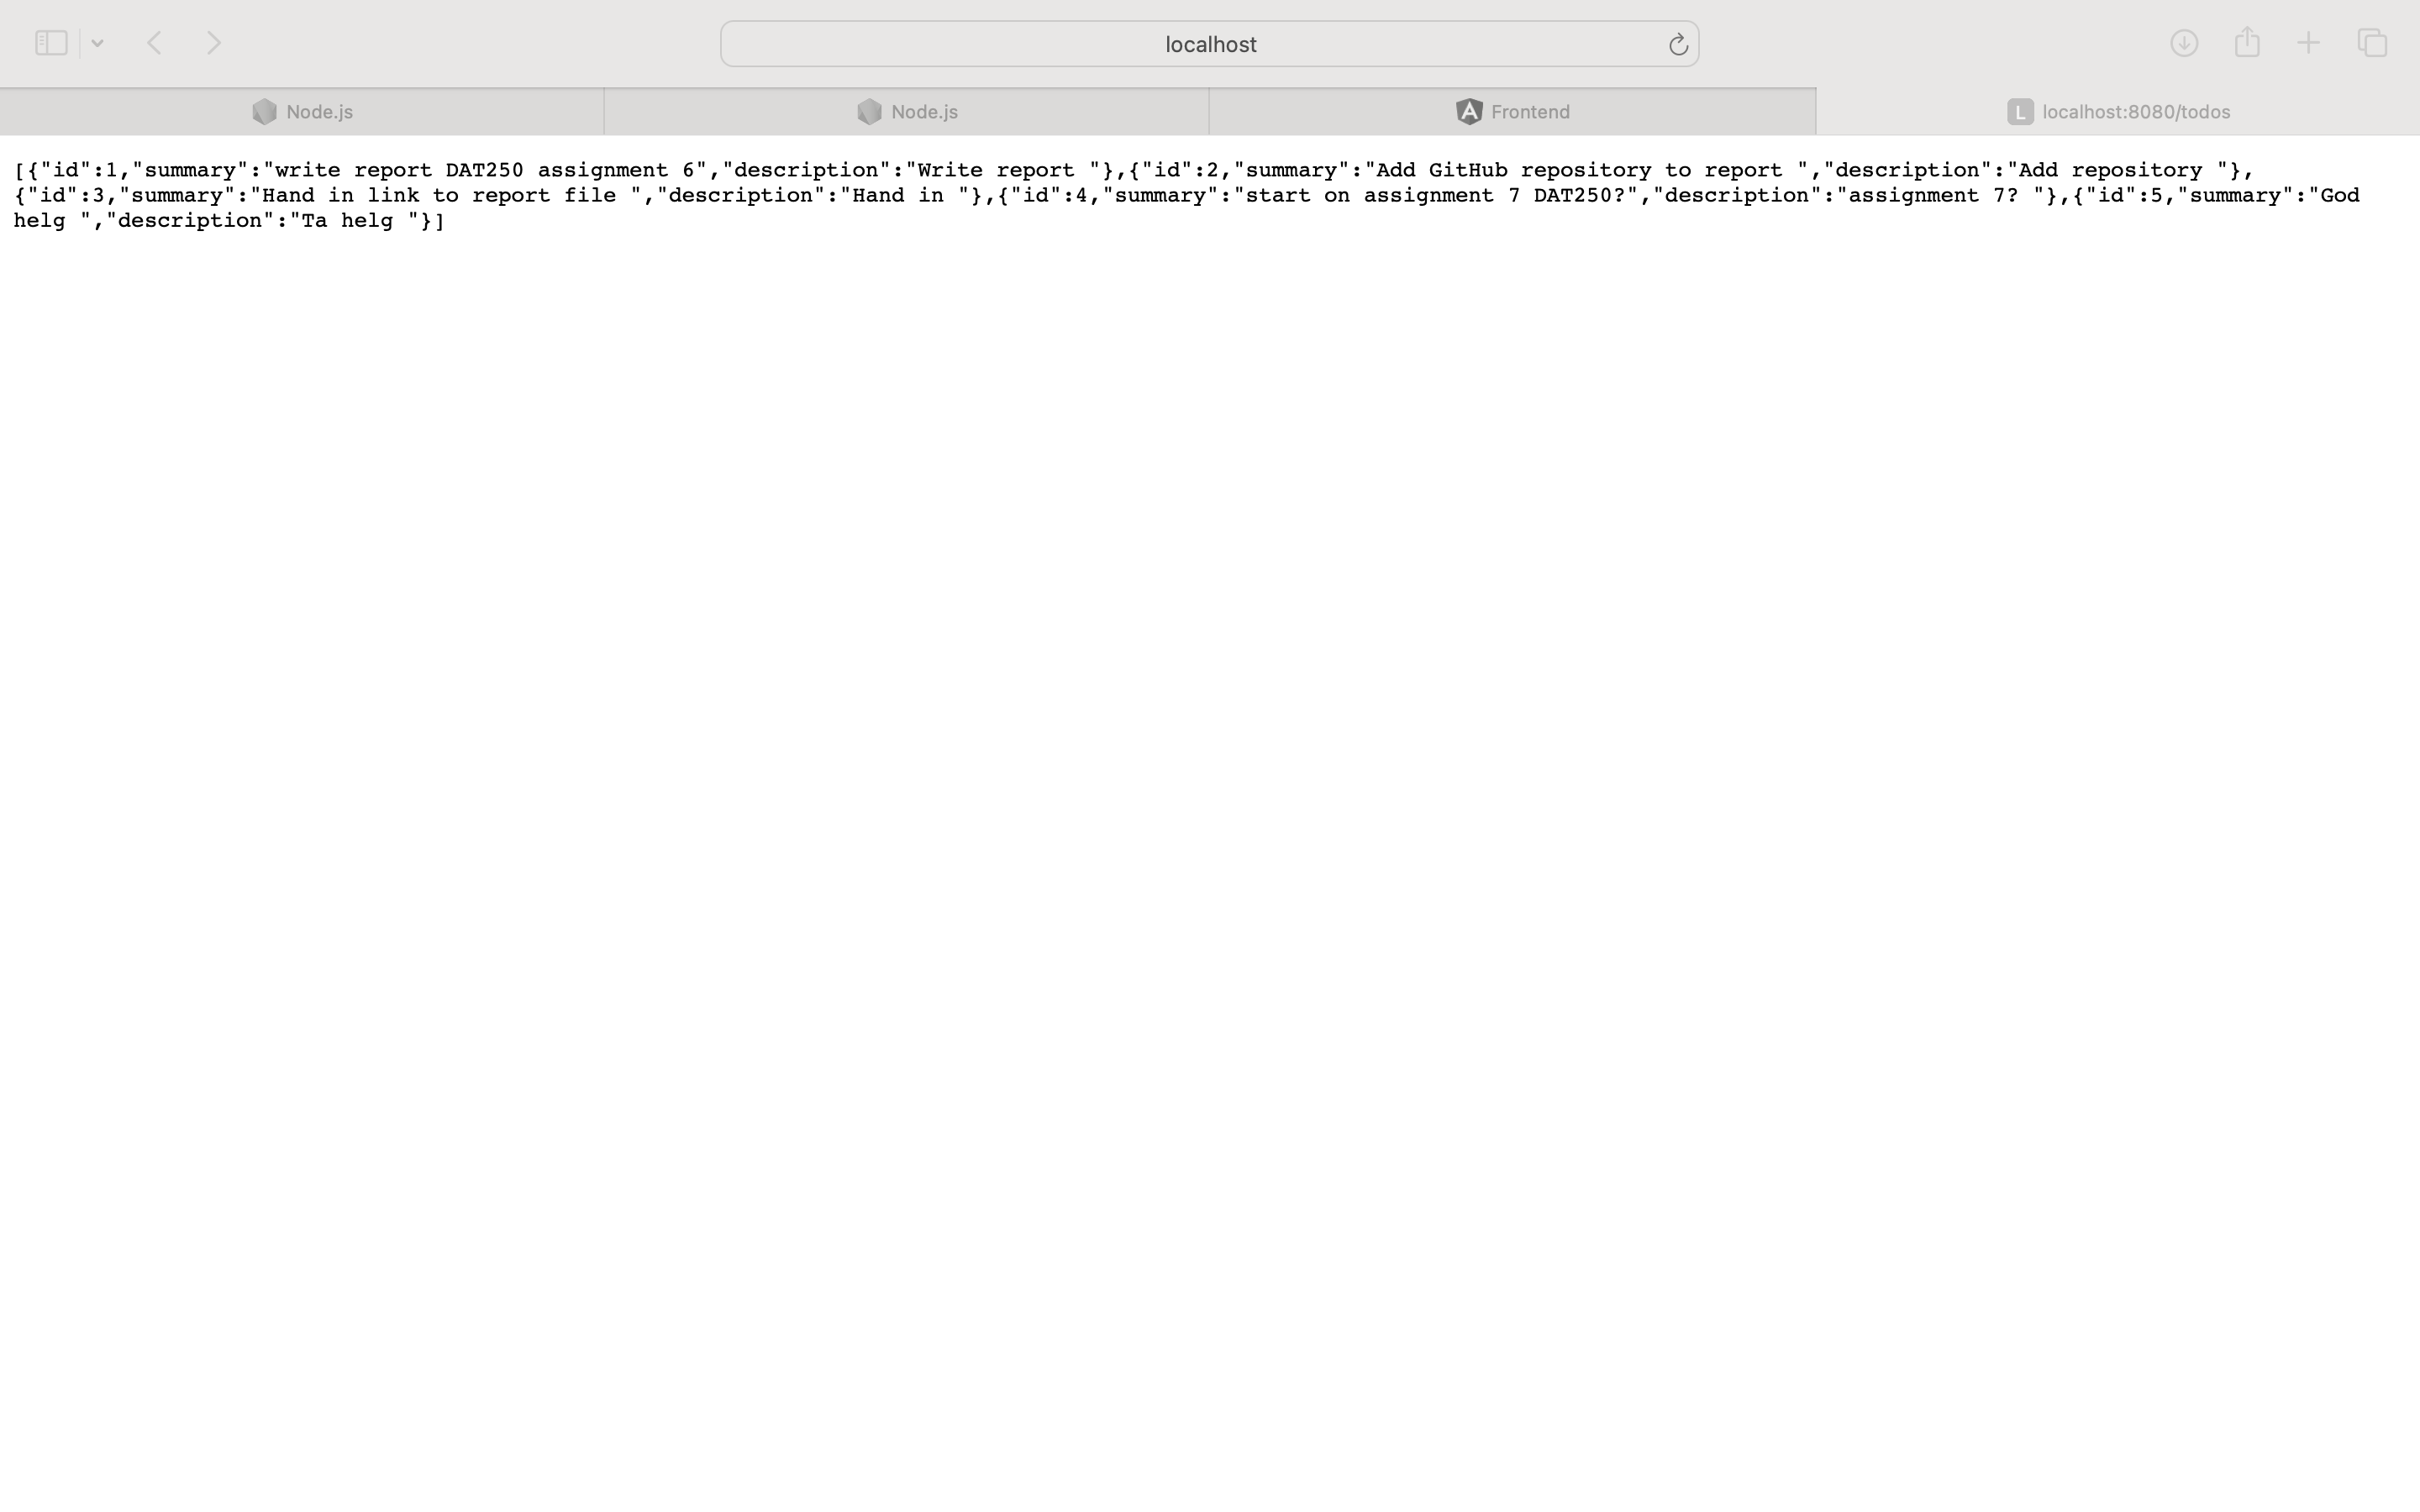 localhost
Node.js
Node.js
Frontend
L localhost:8080/todos
[{"id":1,"summary":"write report DAT250 assignment 6","description":"Write report "},{"id":2,"summary":"Add GitHub repository to report ","description":"Add repository "},
{"id":3,"summary":"Hand in link to report file ","description":"Hand in "},{"id":4,"summary":"start on assignment 7 DAT250?","description":"assignment 7? "},{"id":5,"summary":"God
helg ","description":"Ta helg "}]